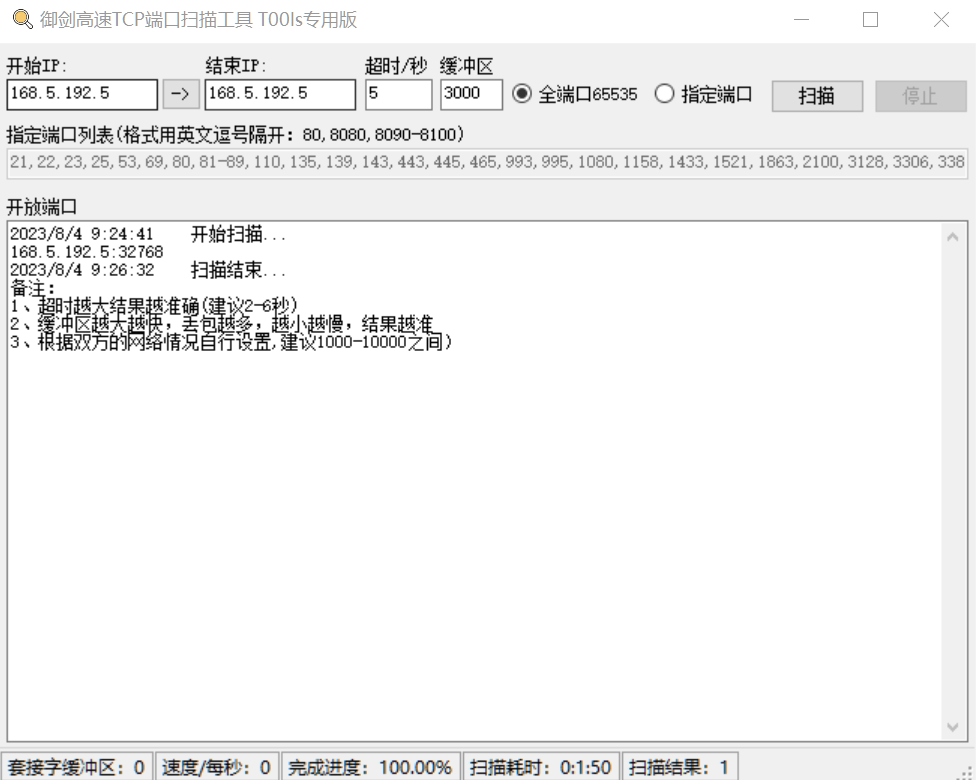 御剑高速TCP端口扫描工具 T00ls专用版
开始IP: 结束IP: 超时/秒 缓冲区
168.5.192.5 -> 168.5.192.5 5 3000 全端口65535 指定端口 扫描 停止
指定端口列表(格式用英文逗号隔开: 80,8080,8090-8100)
21,22,23,25,53,69,80,81-89,110,135,139,143,443,445,465,993,995,1080,1158,1433,1521,1863,2100,3128,3306,338
开放端口
2023/8/4 9:24:41 开始扫描...
168.5.192.5:32768
2023/8/4 9:26:32 扫描结束...
备注:
1、超时越大结果越准确(建议2-6秒)
2、缓冲区越大越快，丢包越多，越小越慢，结果越准
3、根据双方的网络情况自行设置,建议1000-10000之间)
套接字缓冲区: 0 速度/每秒: 0 完成进度: 100.00% 扫描耗时: 0:1:50 扫描结果: 1